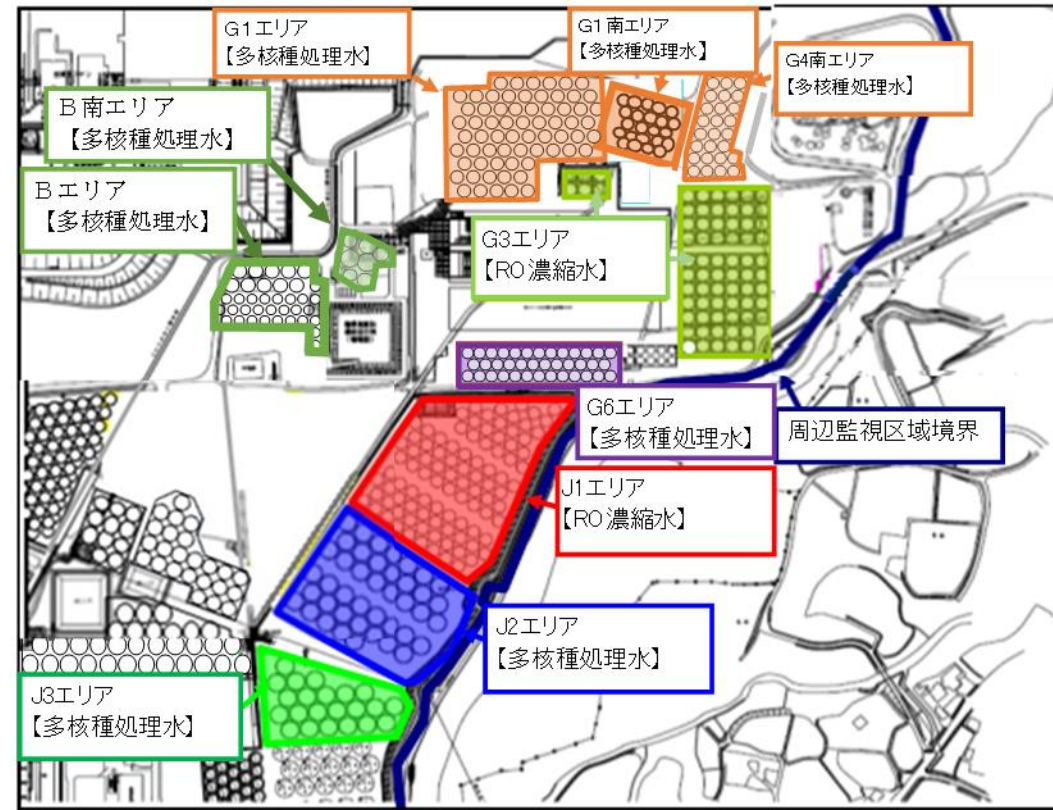 G1エリア
【多核種処理水】
G1南エリア
【多核種処理水】
G4南エリア
【多核種処理水】
B南エリア
【多核種処理水】
Bエリア
【多核種処理水】
G3エリア
【RO濃縮水】
G6エリア
【多核種処理水】
周辺監視区域境界
J1エリア
【RO濃縮水】
J2エリア
【多核種処理水】
J3エリア
【多核種処理水】